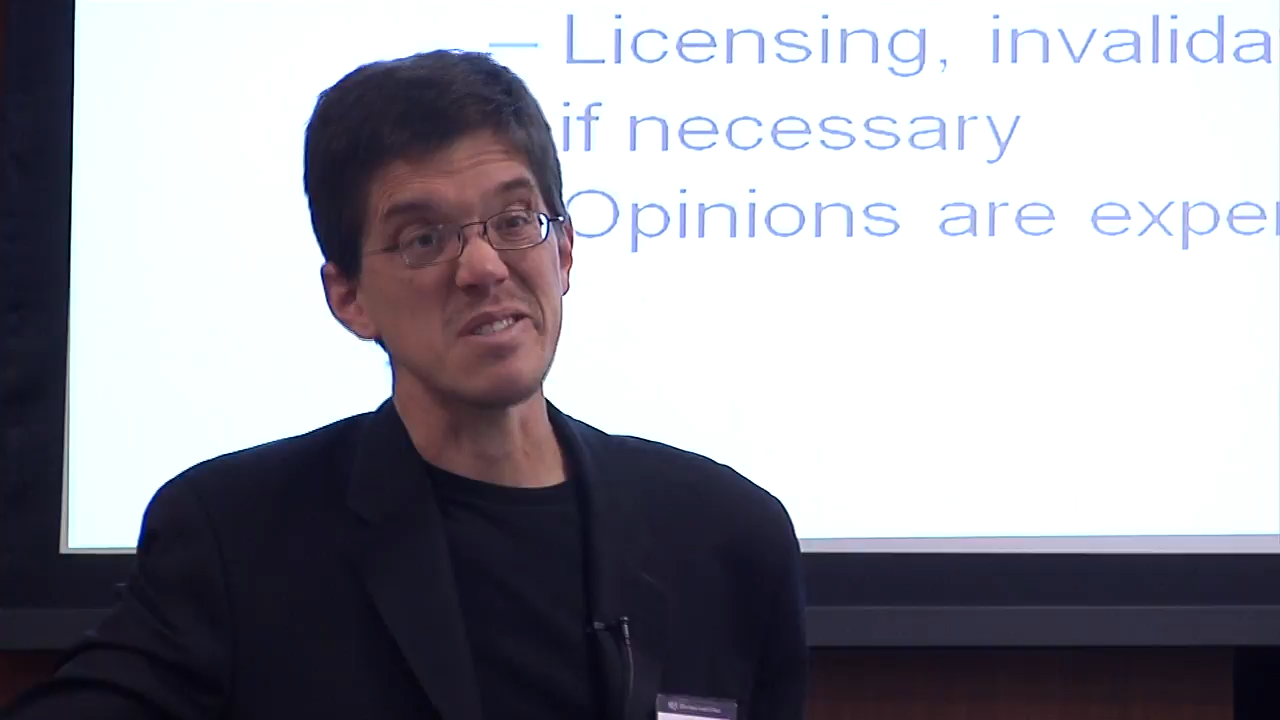 – Licensing, invalida
if necessary
Opinions are expe